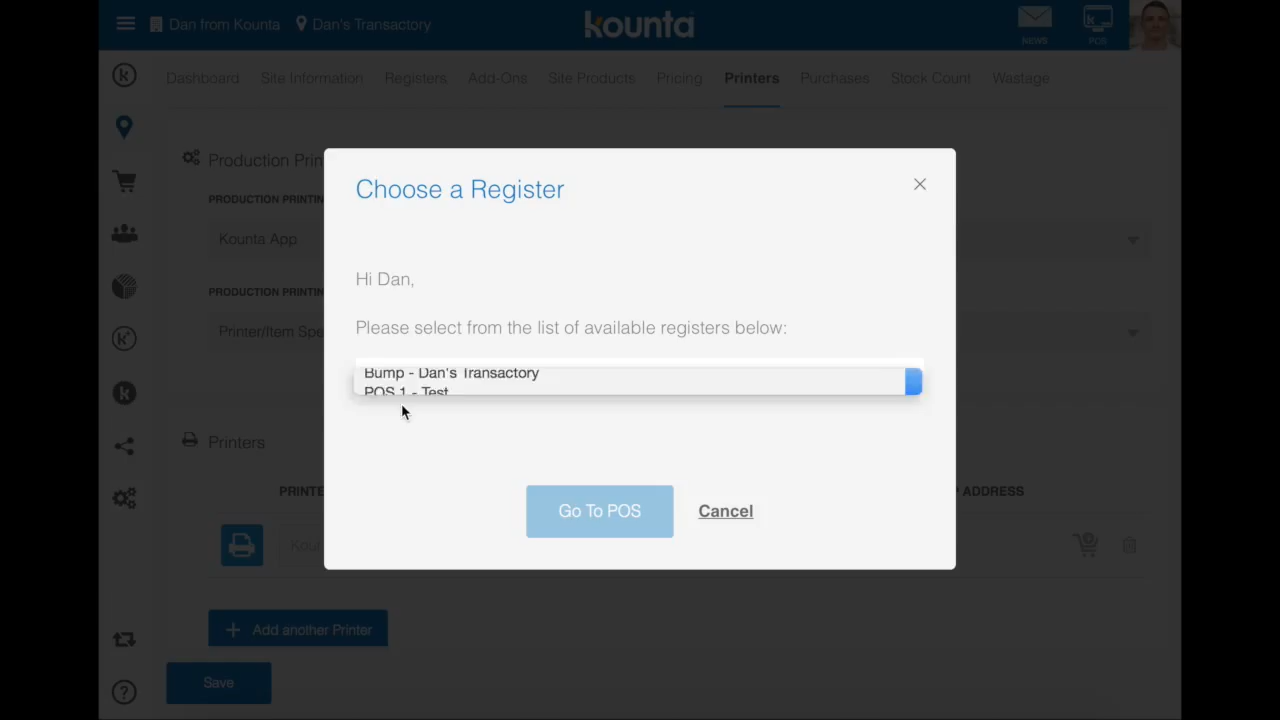 Dan from Kounta Dan's Transactory kounta NEWS POS
Dashboard Site Information Registers Add-Ons Site Products Pricing Printers Purchases Stock Count Wastage
Production Prin
PRODUCTION PRINTIN
Kounta App
PRODUCTION PRINTIN
Printer/Item Spe
Choose a Register
Hi Dan,
Please select from the list of available registers below:
Bump - Dan's Transactory
POS 1 - Test
Go To POS Cancel
Printers
PRINTE ADDRESS
Kour
Add another Printer
Save